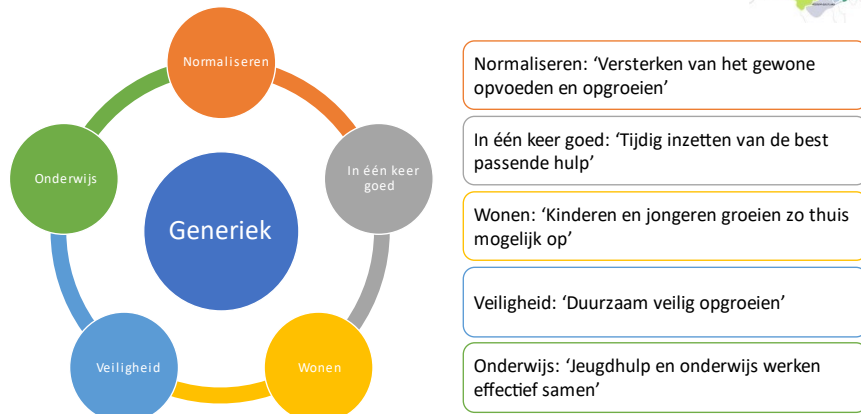 Normaliseren
In één keer
goed
Onderwijs
Generiek
Veiligheid
Wonen
Normaliseren: ‘Versterken van het gewone
opvoeden en opgroeien’
In één keer goed: ‘Tijdig inzetten van de best
passende hulp’
Wonen: ‘Kinderen en jongeren groeien zo thuis
mogelijk op’
Veiligheid: ‘Duurzaam veilig opgroeien’
Onderwijs: ‘Jeugdhulp en onderwijs werken
effectief samen’